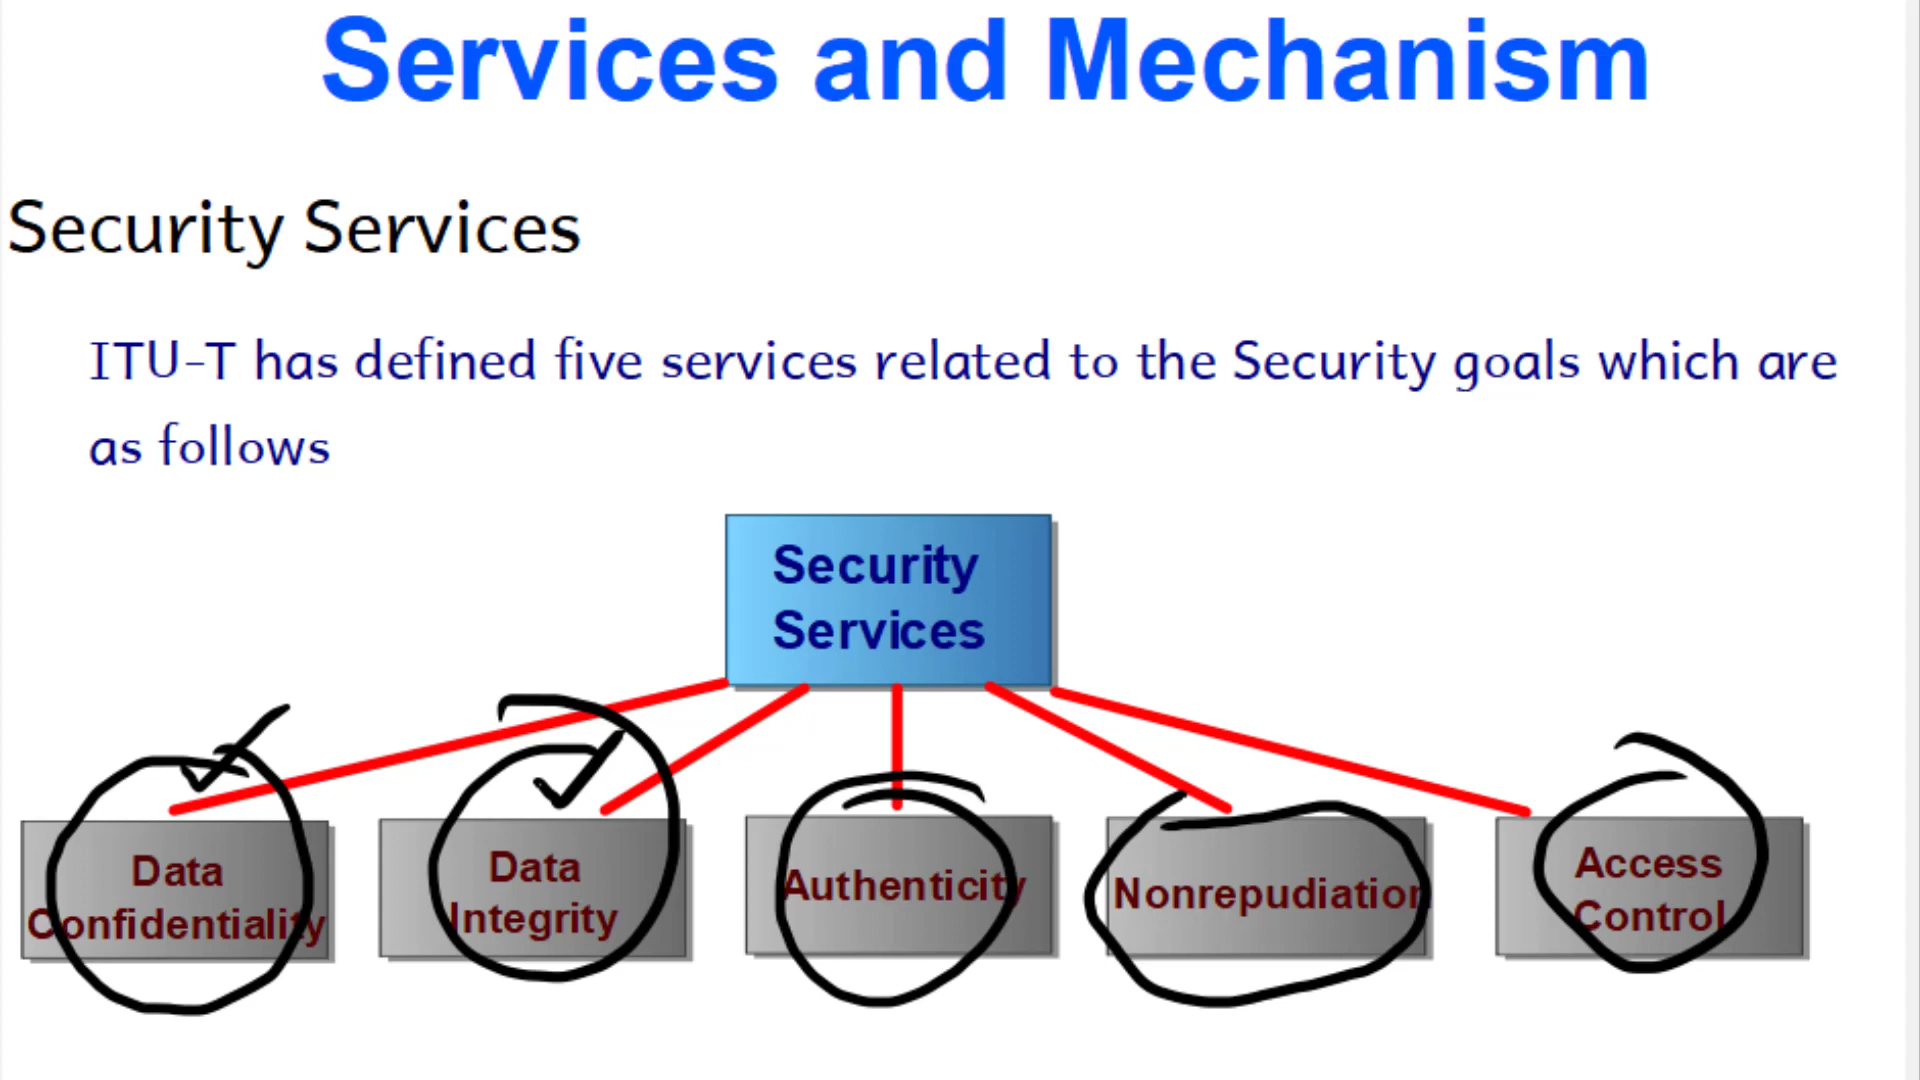 Services and Mechanism
Security Services
ITU-T has defined five services related to the Security goals which are
as follows
Security
Services
Data
Confidentiality
Data
Integrity
Authenticity
Nonrepudiation
Access
Control